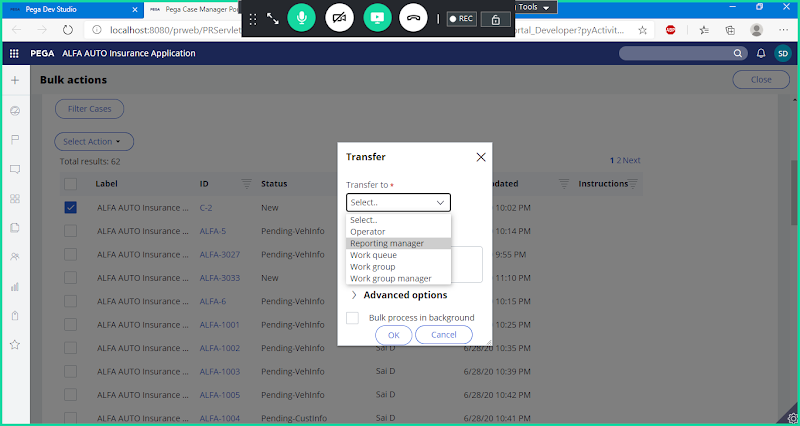 Pega Dev Studio
Pega Case Manager Po
Tools
REC
localhost:8080/prweb/PRServlet
rtal_Developer?pyActivit...
ABP
PEGA ALFA AUTO Insurance Application
SD
Bulk actions
Close
Filter Cases
Select Action
Total results: 62
1 2 Next
Label ID Status dated Instructions
ALFA AUTO Insurance ... C-2 New 10:02 PM
ALFA AUTO Insurance ... ALFA-5 Pending-VehInfo 10:14 PM
ALFA AUTO Insurance ... ALFA-3027 Pending-VehInfo 9:55 PM
ALFA AUTO Insurance ... ALFA-3033 New 11:10 PM
ALFA AUTO Insurance ... ALFA-6 Pending-VehInfo 10:15 PM
ALFA AUTO Insurance ... ALFA-1001 Pending-VehInfo 10:25 PM
ALFA AUTO Insurance ... ALFA-1002 Pending-VehInfo Sai D 6/28/20 10:35 PM
ALFA AUTO Insurance ... ALFA-1003 Pending-VehInfo Sai D 6/28/20 10:39 PM
ALFA AUTO Insurance ... ALFA-1005 Pending-VehInfo Sai D 6/28/20 10:42 PM
ALFA AUTO Insurance ... ALFA-1004 Pending-CustInfo Sai D 6/28/20 10:41 PM
Transfer
Transfer to *
Select..
Select..
Operator
Reporting manager
Work queue
Work group
Work group manager
Advanced options
Bulk process in background
OK
Cancel